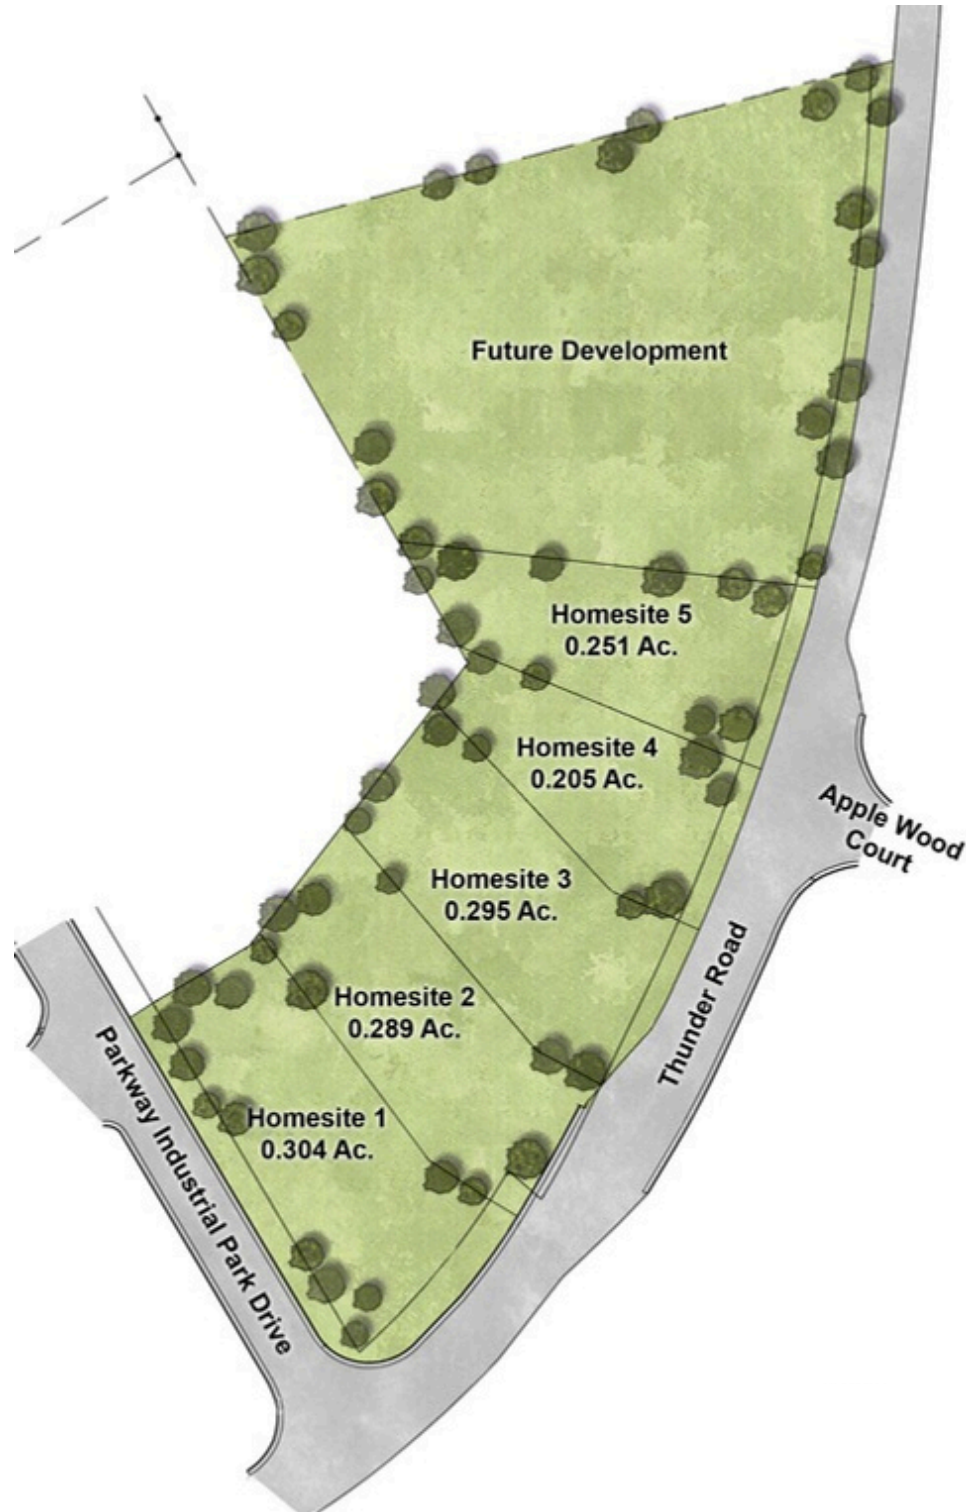 Future Development
Homesite 5
0.251 Ac.
Homesite 4
0.205 Ac.
Apple Wood
Court
Homesite 3
0.295 Ac.
Homesite 2
0.289 Ac.
Thunder Road
Homesite 1
0.304 Ac.
Parkway Industrial Park Drive